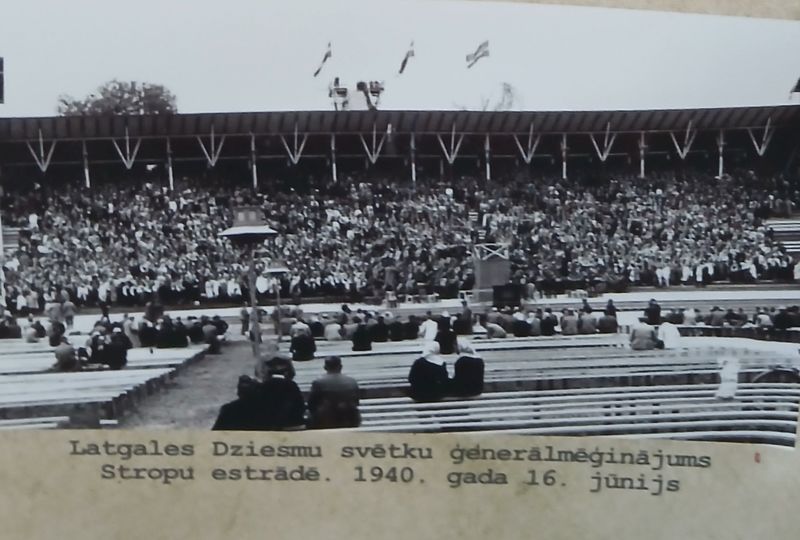 Latgales Dziesmu svētku ģenerālmēģinājums
Stropu estrādē. 1940. gada 16. jūnijs